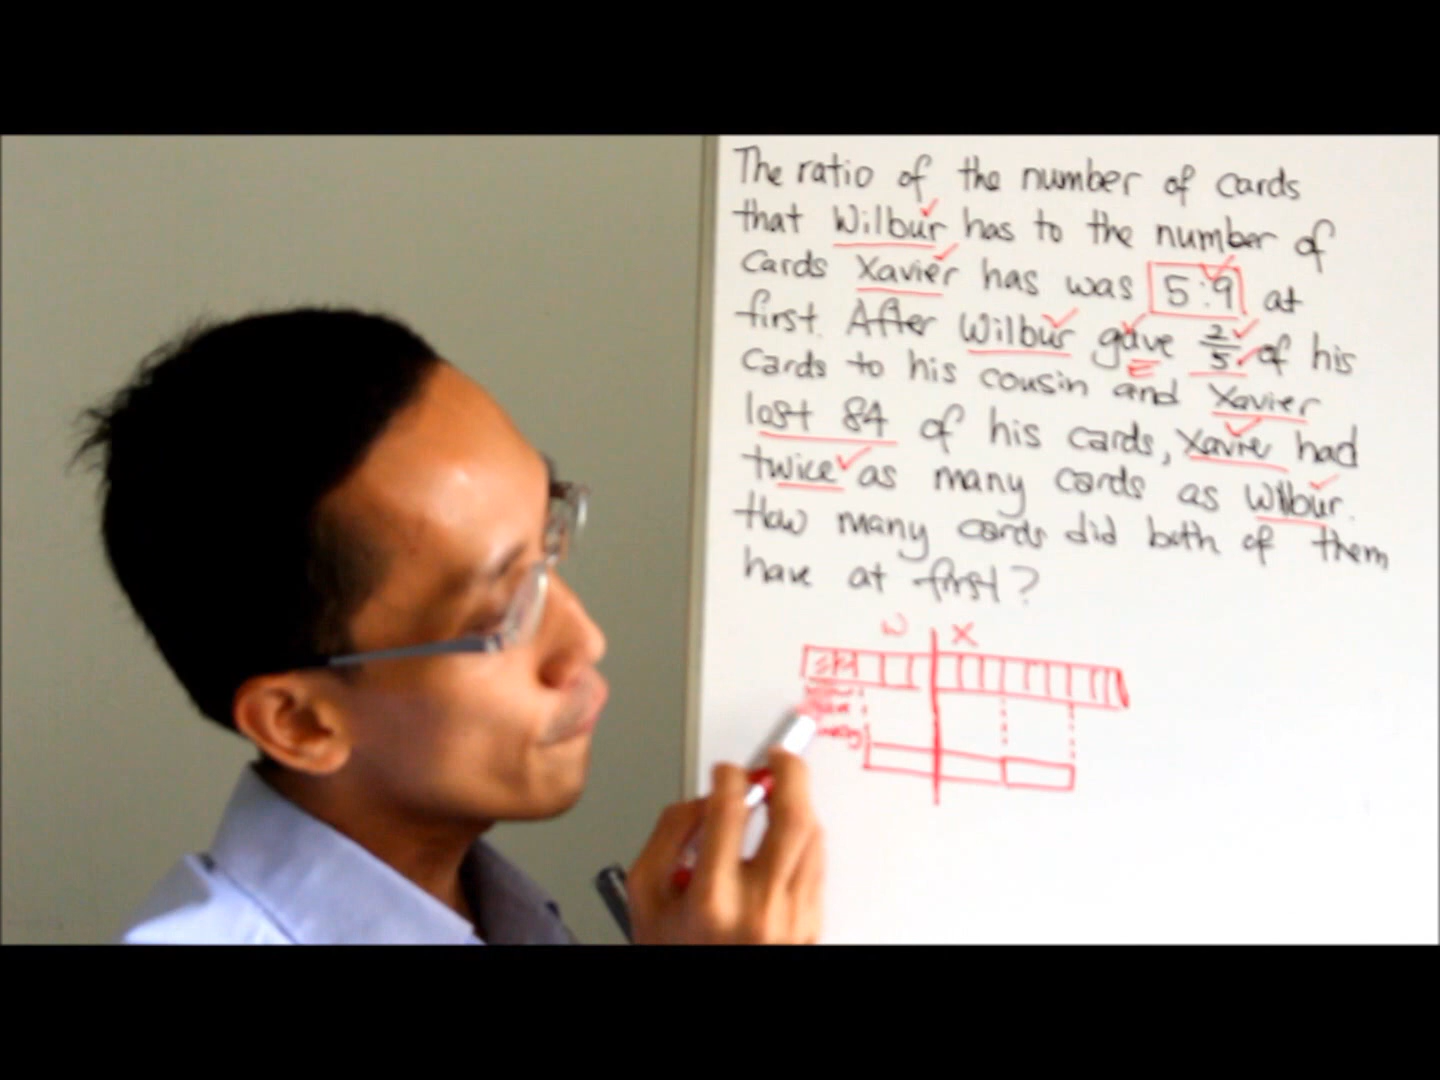 The ratio of the number of cards
that Wilbur has to the number of
cards Xavier has was 5:9 at
first. After Wilbur gave 2/5 of his
cards to his cousin and Xavier
lost 84 of his cards, Xavier had
twice as many cards as Wilbur.
How many cards did both of them
have at first?
W X